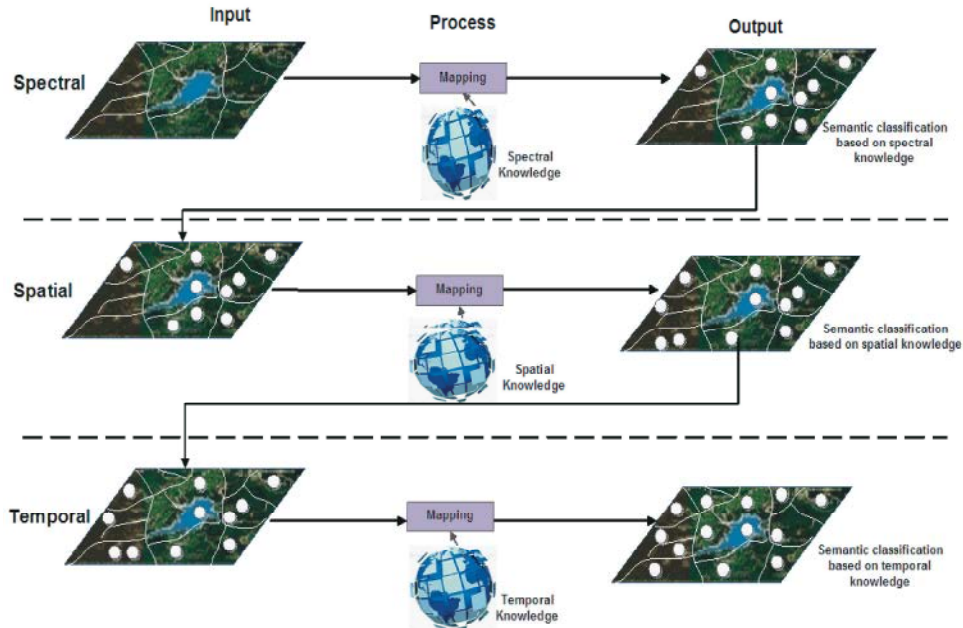 Input
Process
Output
Spectral
Mapping
Spectral
Knowledge
Semantic classification
based on spectral
knowledge
Spatial
Mapping
Spatial
Knowledge
Semantic classification
based on spatial knowledge
Temporal
Mapping
Temporal
Knowledge
Semantic classification
based on temporal
knowledge